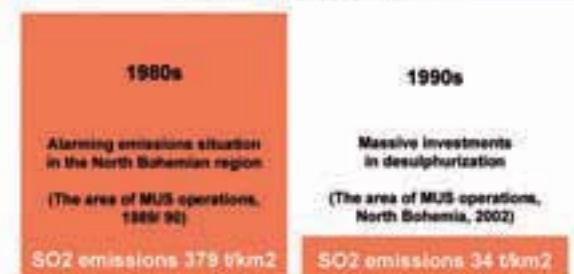 1980s
Alarming emissions situation
in the North Bohemian region
(The area of MUS operations,
1989/ 90)
SO2 emissions 379 t/km2
1990s
Massive investments
in desulphurization
(The area of MUS operations,
North Bohemia, 2002)
SO2 emissions 34 t/km2